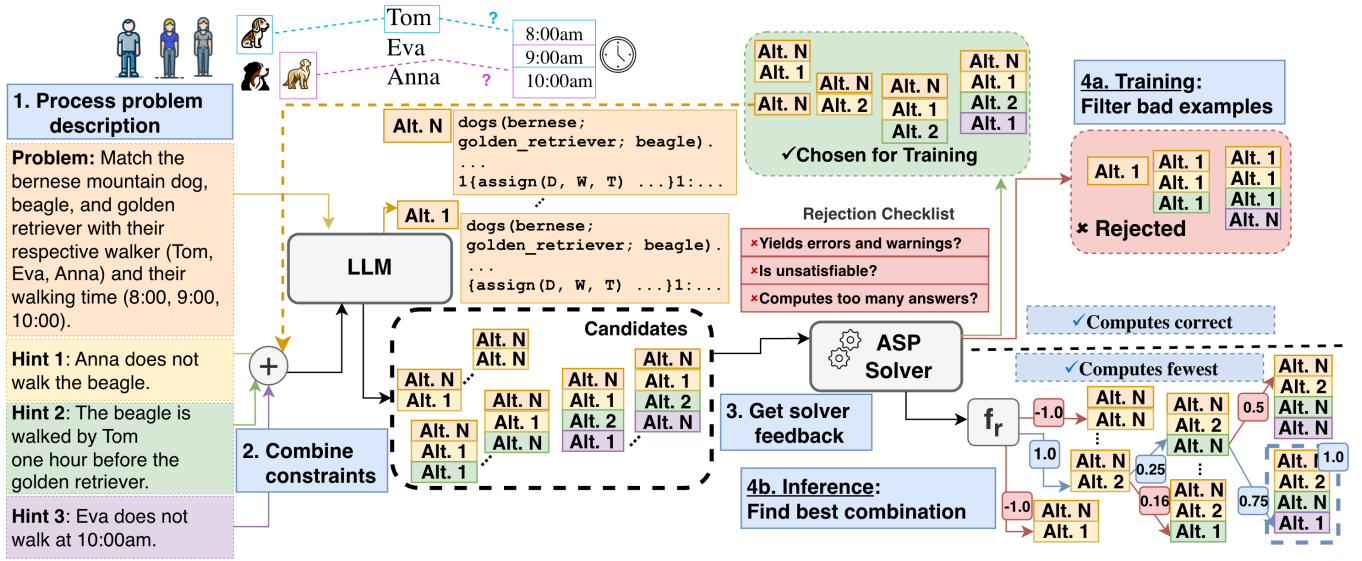 Tom
Eva
Anna
?
?
8:00am
9:00am
10:00am
1. Process problem
description
Problem: Match the
bernese mountain dog,
beagle, and golden
retriever with their
respective walker (Tom,
Eva, Anna) and their
walking time (8:00, 9:00,
10:00).
Hint 1: Anna does not
walk the beagle.
Hint 2: The beagle is
walked by Tom
one hour before the
golden retriever.
Hint 3: Eva does not
walk at 10:00am.
+
2. Combine
constraints
LLM
Alt. N
dogs(bernese;
golden_retriever; beagle).
...
1{assign(D, W, T) ...}1:...
Alt. 1
dogs(bernese;
golden_retriever; beagle).
...
{assign(D, W, T) ...}1:...
Candidates
Alt. N
Alt. N
Alt. N
Alt. 1
Alt. N
Alt. 1
Alt. 1
Alt. N
Alt. 1
Alt. N
Alt. N
Alt. 1
Alt. 2
Alt. 1
Alt. N
Alt. 1
Alt. 2
Alt. N
3. Get solver
feedback
ASP
Solver
Rejection Checklist
✗Yields errors and warnings?
✗Is unsatisfiable?
✗Computes too many answers?
Alt. N
Alt. 1
Alt. N
Alt. N
Alt. 2
Alt. N
Alt. 1
Alt. 2
Alt. N
Alt. 1
Alt. 2
Alt. 1
✓Chosen for Training
4a. Training:
Filter bad examples
Alt. 1
Alt. 1
Alt. 1
Alt. 1
Alt. 1
Alt. 1
Alt. 1
Alt. N
✖ Rejected
✓Computes correct
✓Computes fewest
4b. Inference:
Find best combination
fr
-1.0
1.0
-1.0
Alt. N
Alt. N
Alt. N
Alt. 2
Alt. N
Alt. 1
0.25
0.16
Alt. N
Alt. 2
Alt. N
Alt. N
Alt. 2
Alt. 1
0.5
0.75
Alt. N
Alt. 2
Alt. N
Alt. N
1.0
Alt.
Alt. 2
Alt. N
Alt. 1